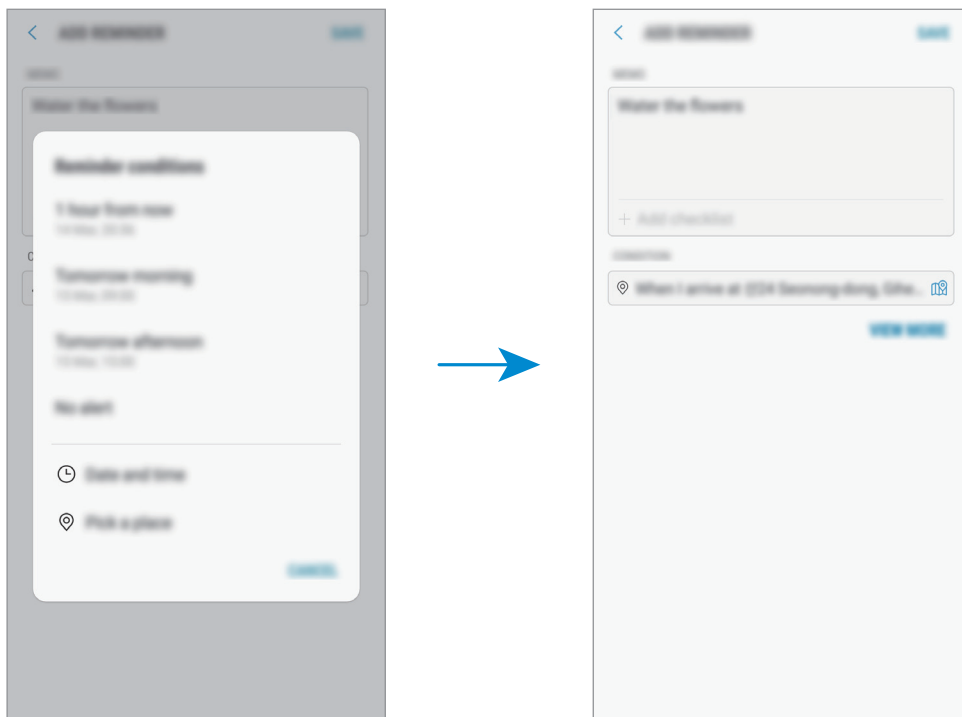 ADD REMINDER
SAVE
MEMO
Water the flowers
C
Reminder conditions
1 hour from now
Tomorrow morning
Tomorrow afternoon
No alert
Date and time
Pick a place
CANCEL
ADD REMINDER
SAVE
MEMO
Water the flowers
Add checklist
CONDITION
When I arrive at
VIEW MORE